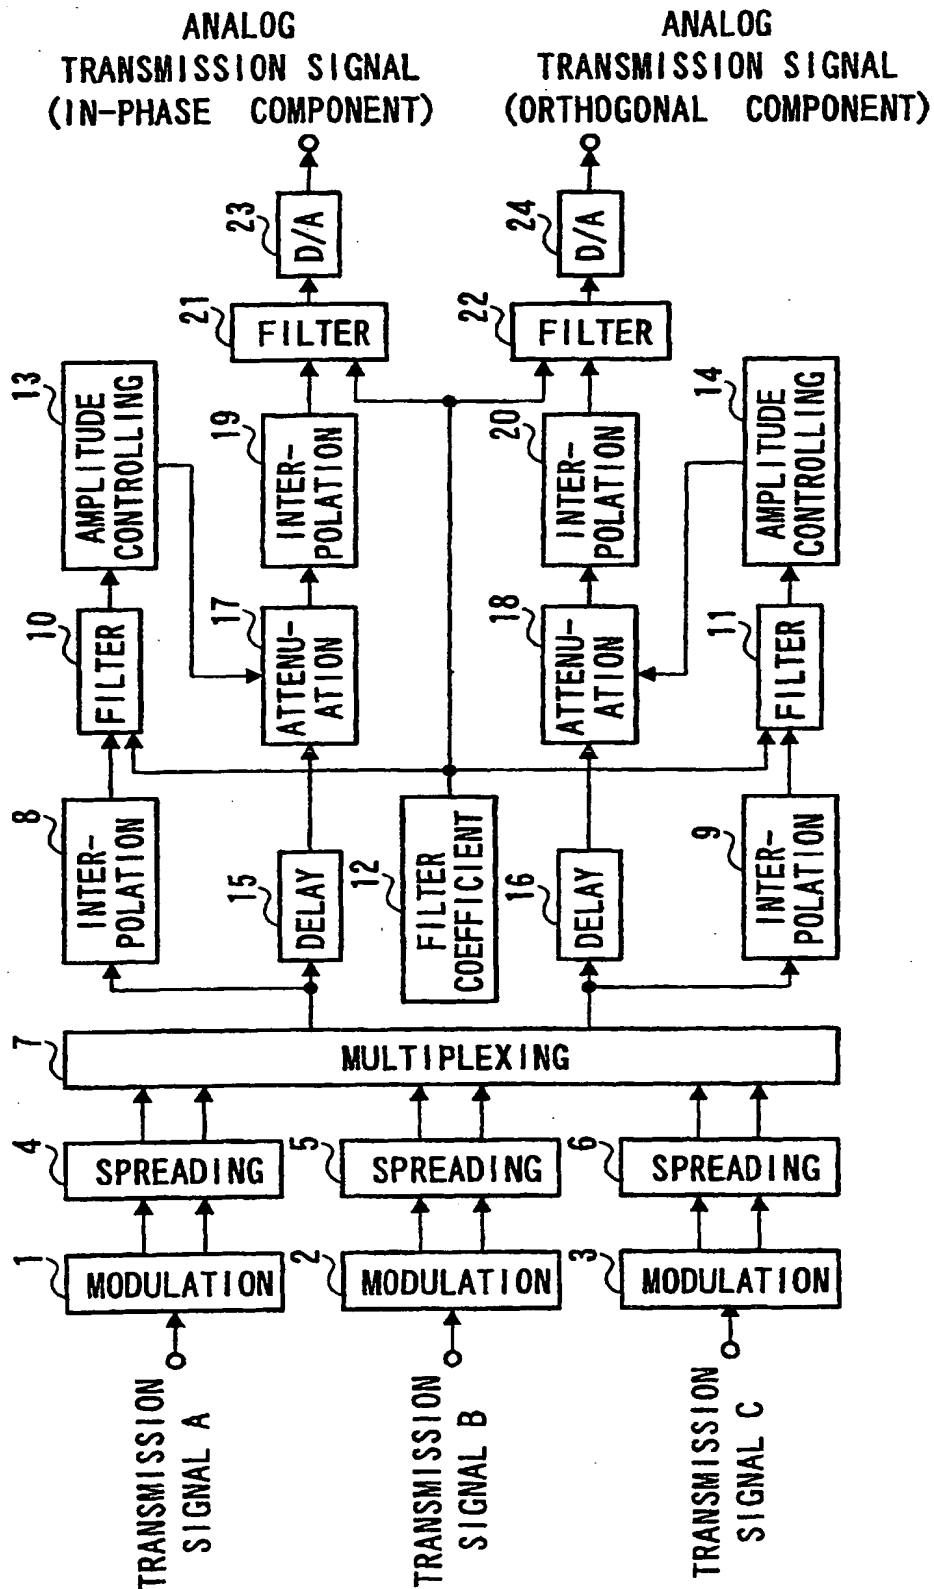 ANALOG
TRANSMISSION SIGNAL
(IN-PHASE COMPONENT)
ANALOG
TRANSMISSION SIGNAL
(ORTHOGONAL COMPONENT)
23
D/A
24
D/A
21
FILTER
22
FILTER
13
AMPLITUDE
CONTROLLING
19
INTER-
POLATION
20
INTER-
POLATION
14
AMPLITUDE
CONTROLLING
10
FILTER
17
ATTENU-
ATION
18
ATTENU-
ATION
11
FILTER
8
INTER-
POLATION
15
DELAY
12
FILTER
COEFFICIENT
16
DELAY
9
INTER-
POLATION
7
MULTIPLEXING
4
SPREADING
5
SPREADING
6
SPREADING
1
MODULATION
2
MODULATION
3
MODULATION
TRANSMISSION
SIGNAL A
TRANSMISSION
SIGNAL B
TRANSMISSION
SIGNAL C